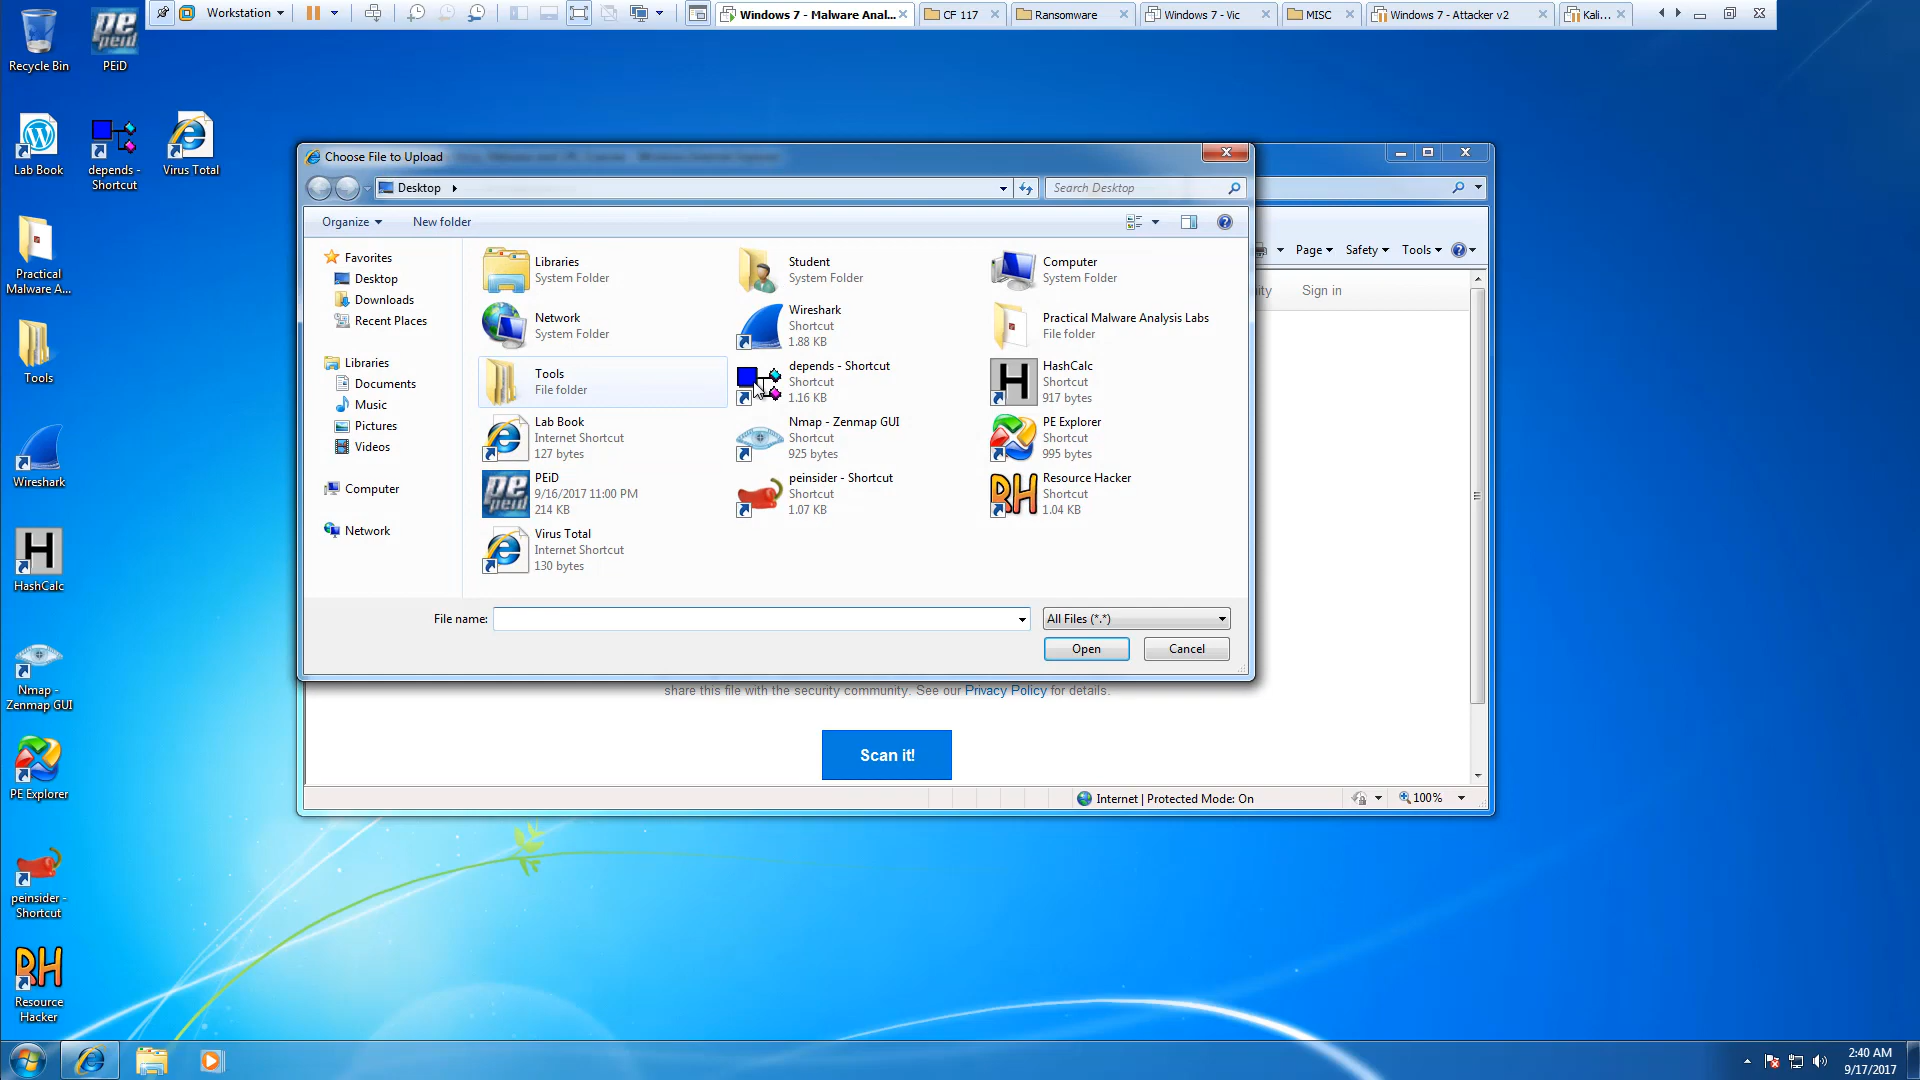 Workstation
Windows 7 - Malware Anal...
CF 117
Ransomware
Windows 7 - Vic
MISC
Windows 7 - Attacker v2
Kali...
Recycle Bin
PEiD
Lab Book
depends -
Shortcut
Virus Total
Practical
Malware A...
Tools
Wireshark
HashCalc
Nmap -
Zenmap GUI
PE Explorer
peinsider -
Shortcut
Resource
Hacker
Choose File to Upload
Desktop
Search Desktop
Organize
New folder
Favorites
Desktop
Downloads
Recent Places
Libraries
Documents
Music
Pictures
Videos
Computer
Network
Libraries
System Folder
Student
System Folder
Computer
System Folder
Network
System Folder
Wireshark
Shortcut
1.88 KB
Practical Malware Analysis Labs
File folder
Tools
File folder
depends - Shortcut
Shortcut
1.16 KB
HashCalc
Shortcut
917 bytes
Lab Book
Internet Shortcut
127 bytes
Nmap - Zenmap GUI
Shortcut
925 bytes
PE Explorer
Shortcut
995 bytes
PEiD
9/16/2017 11:00 PM
214 KB
peinsider - Shortcut
Shortcut
1.07 KB
Resource Hacker
Shortcut
1.04 KB
Virus Total
Internet Shortcut
130 bytes
File name:
All Files (*.*)
Open
Cancel
Page
Safety
Tools
Sign in
share this file with the security community. See our Privacy Policy for details.
Scan it!
Internet | Protected Mode: On
100%
2:40 AM
9/17/2017